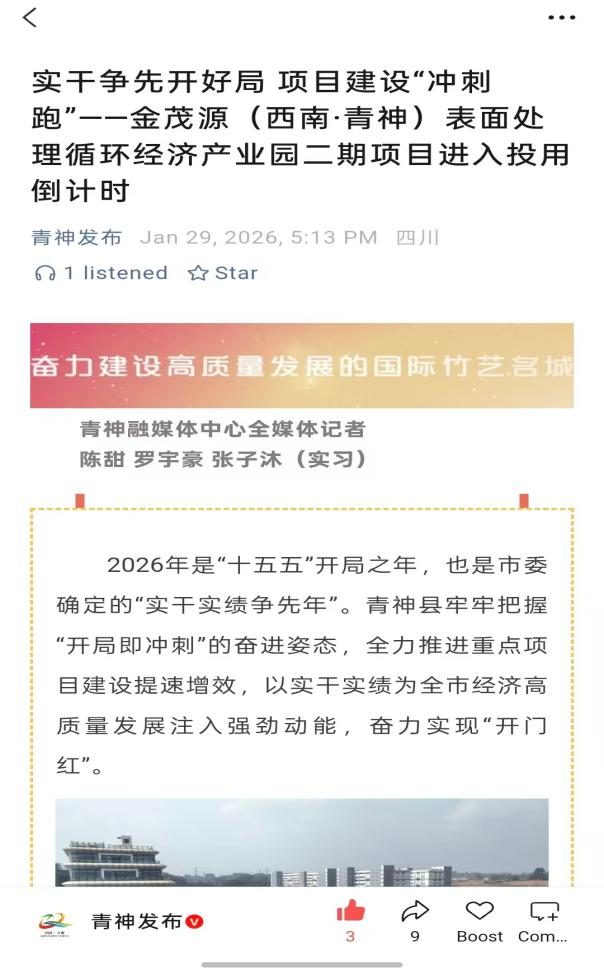 实干争先开好局 项目建设“冲刺
跑”——金茂源（西南·青神）表面处
理循环经济产业园二期项目进入投用
倒计时
青神发布 Jan 29, 2026, 5:13 PM 四川
1 listened Star
奋力建设高质量发展的国际竹艺名城
青神融媒体中心全媒体记者
陈甜 罗宇豪 张子沐（实习）
2026年是“十五五”开局之年，也是市委
确定的“实干实绩争先年”。青神县牢牢把握
“开局即冲刺”的奋进姿态，全力推进重点项
目建设提速增效，以实干实绩为全市经济高
质量发展注入强劲动能，奋力实现“开门
红”。
青神发布
3 9 Boost Com...